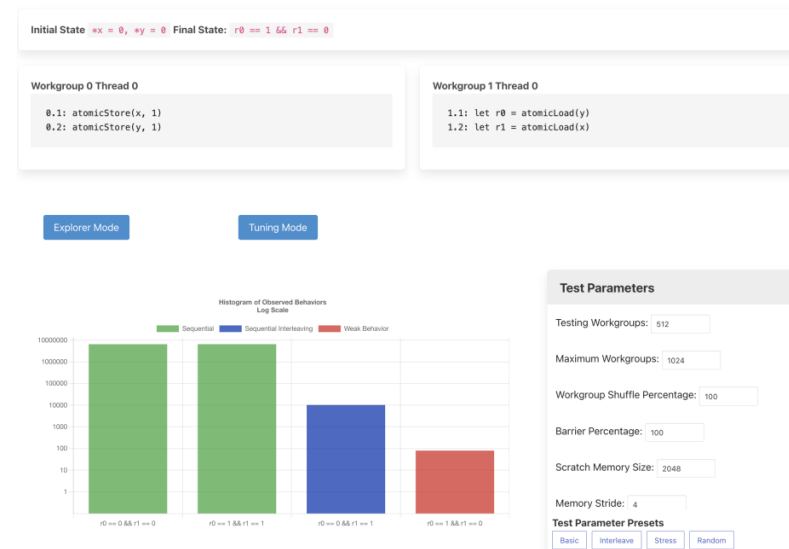 Initial State *x = 0, *y = 0 Final State: r0 == 1 && r1 == 0
Workgroup 0 Thread 0
0.1: atomicStore(x, 1)
0.2: atomicStore(y, 1)
Workgroup 1 Thread 0
1.1: let r0 = atomicLoad(y)
1.2: let r1 = atomicLoad(x)
Explorer Mode
Tuning Mode
Histogram of Observed Behaviors
Log Scale
Sequential Sequential Interleaving Weak Behavior
10000000
1000000
100000
10000
1000
100
10
1
r0 == 0 && r1 == 0 r0 == 1 && r1 == 1 r0 == 0 && r1 == 1 r0 == 1 && r1 == 0
Test Parameters
Testing Workgroups: 512
Maximum Workgroups: 1024
Workgroup Shuffle Percentage: 100
Barrier Percentage: 100
Scratch Memory Size: 2048
Memory Stride: 4
Test Parameter Presets
Basic Interleave Stress Random